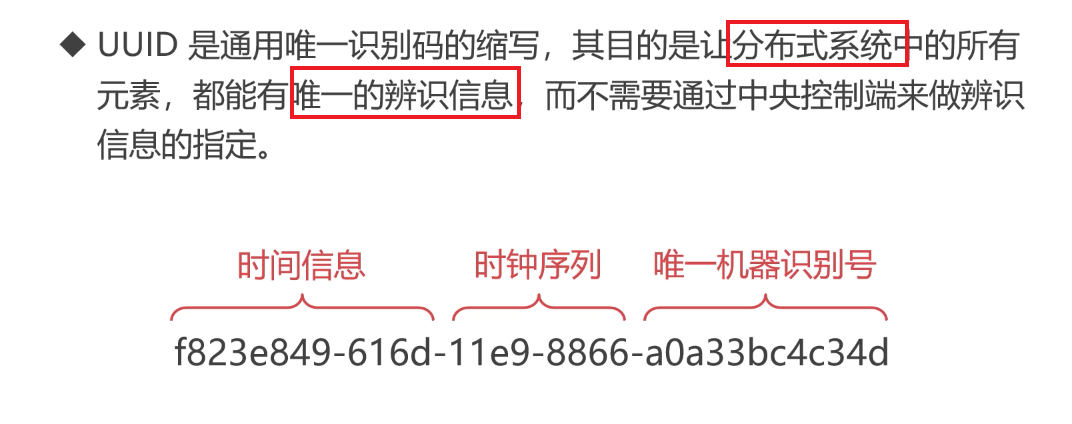 ◆ UUID 是通用唯一识别码的缩写，其目的是让分布式系统中的所有
元素，都能有唯一的辨识信息，而不需要通过中央控制端来做辨识
信息的指定。
时间信息 时钟序列 唯一机器识别号
f823e849-616d-11e9-8866-a0a33bc4c34d